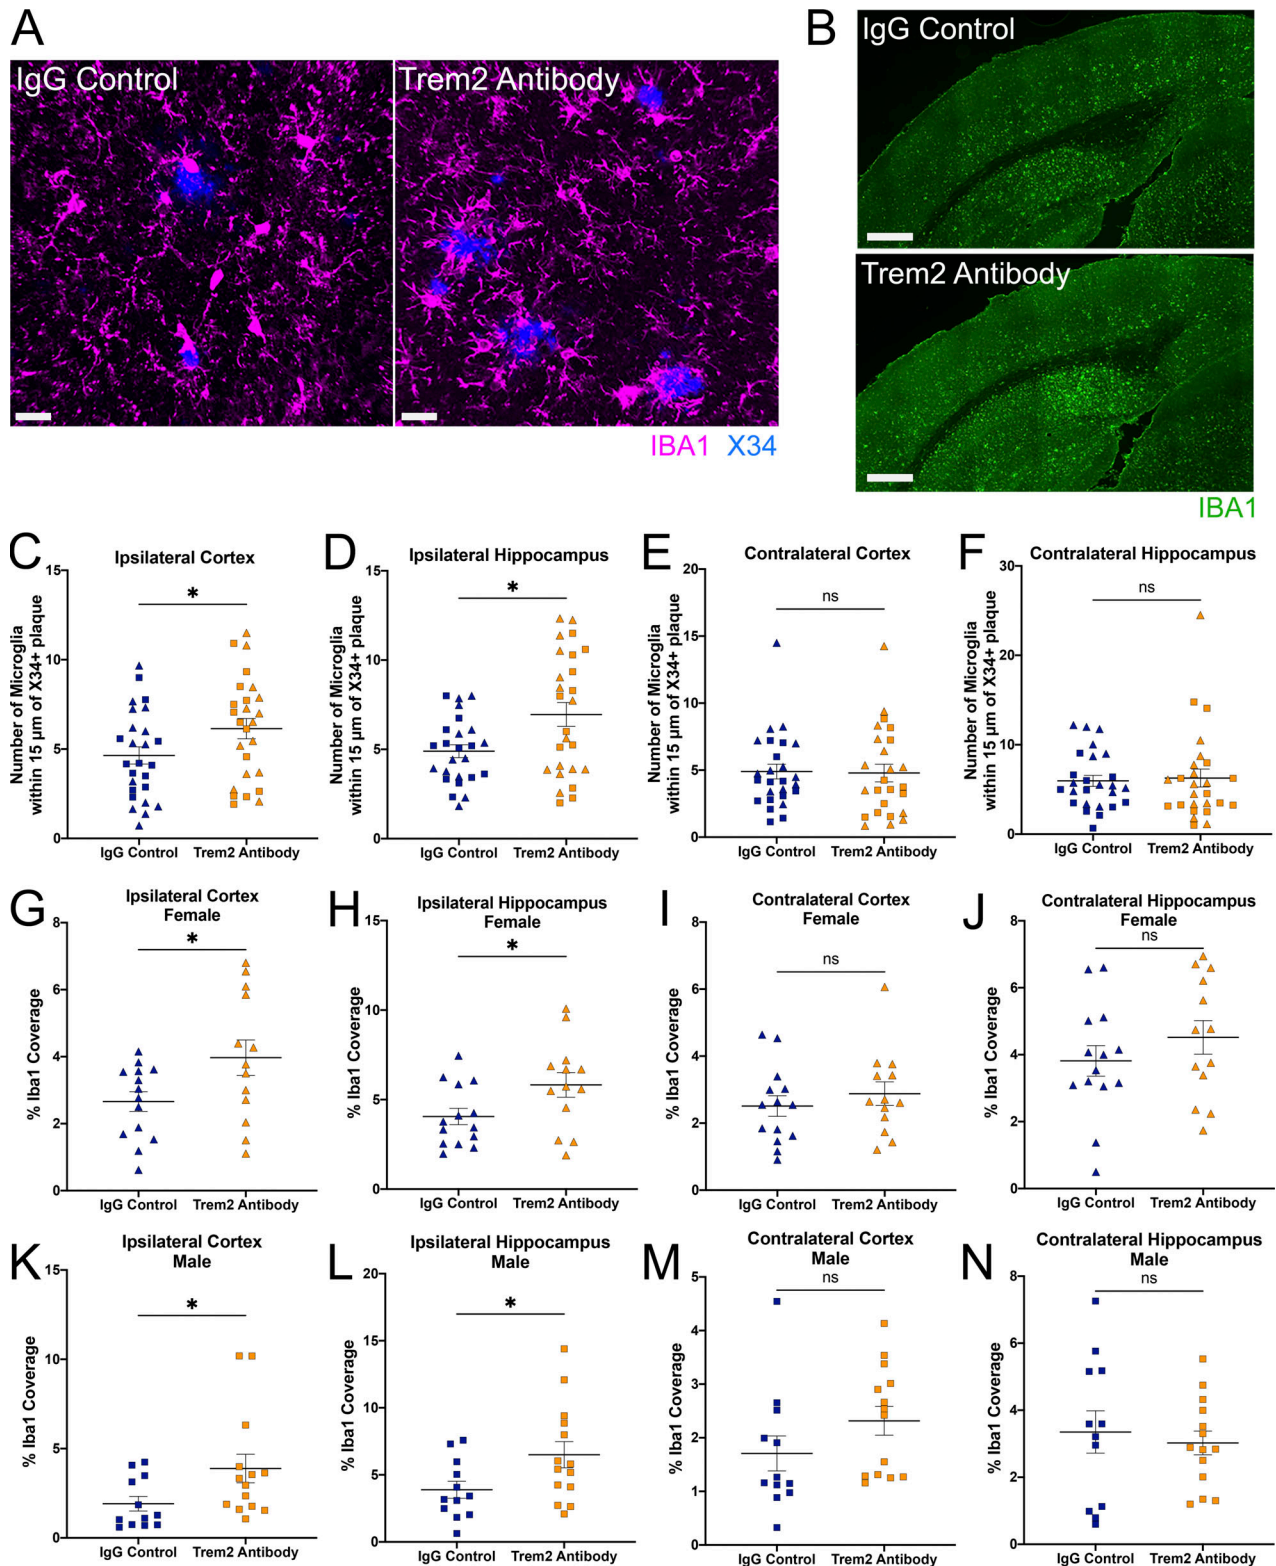 A
IgG Control
Trem2 Antibody
IBA1 X34
B
IgG Control
Trem2 Antibody
IBA1
C
Ipsilateral Cortex
Number of Microglia
within 15 µm of X34+ plaque
15
10
5
0
*
IgG Control
Trem2 Antibody
D
Ipsilateral Hippocampus
Number of Microglia
within 15 µm of X34+ plaque
15
10
5
0
*
IgG Control
Trem2 Antibody
E
Contralateral Cortex
Number of Microglia
within 15 µm of X34+ plaque
20
15
10
5
0
ns
IgG Control
Trem2 Antibody
F
Contralateral Hippocampus
Number of Microglia
within 15 µm of X34+ plaque
30
20
10
0
ns
IgG Control
Trem2 Antibody
G
Ipsilateral Cortex
Female
% Iba1 Coverage
8
6
4
2
0
*
IgG Control
Trem2 Antibody
H
Ipsilateral Hippocampus
Female
% Iba1 Coverage
15
10
5
0
*
IgG Control
Trem2 Antibody
I
Contralateral Cortex
Female
% Iba1 Coverage
8
6
4
2
0
ns
IgG Control
Trem2 Antibody
J
Contralateral Hippocampus
Female
% Iba1 Coverage
8
6
4
2
0
ns
IgG Control
Trem2 Antibody
K
Ipsilateral Cortex
Male
% Iba1 Coverage
15
10
5
0
*
IgG Control
Trem2 Antibody
L
Ipsilateral Hippocampus
Male
% Iba1 Coverage
20
15
10
5
0
*
IgG Control
Trem2 Antibody
M
Contralateral Cortex
Male
% Iba1 Coverage
5
4
3
2
1
0
ns
IgG Control
Trem2 Antibody
N
Contralateral Hippocampus
Male
% Iba1 Coverage
8
6
4
2
0
ns
IgG Control
Trem2 Antibody